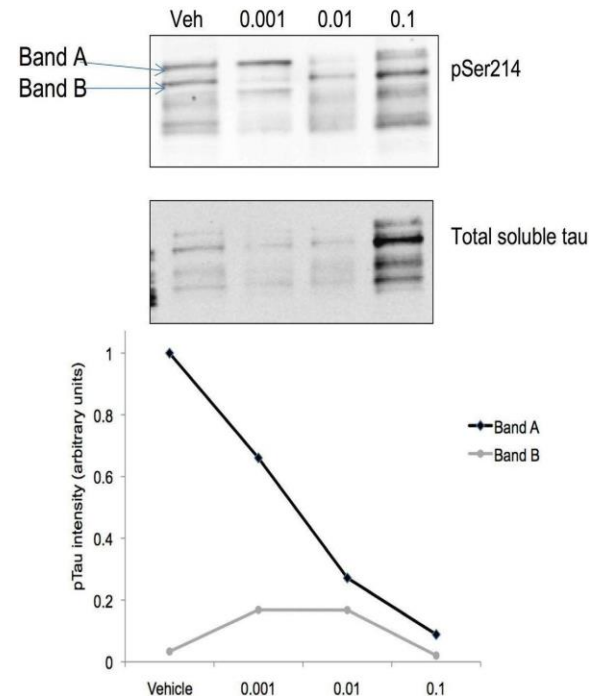 Veh 0.001 0.01 0.1
Band A
Band B
pSer214
Total soluble tau
pTau intensity (arbitrary units)
1
0.8
0.6
0.4
0.2
0
Vehicle 0.001 0.01 0.1
Band A
Band B